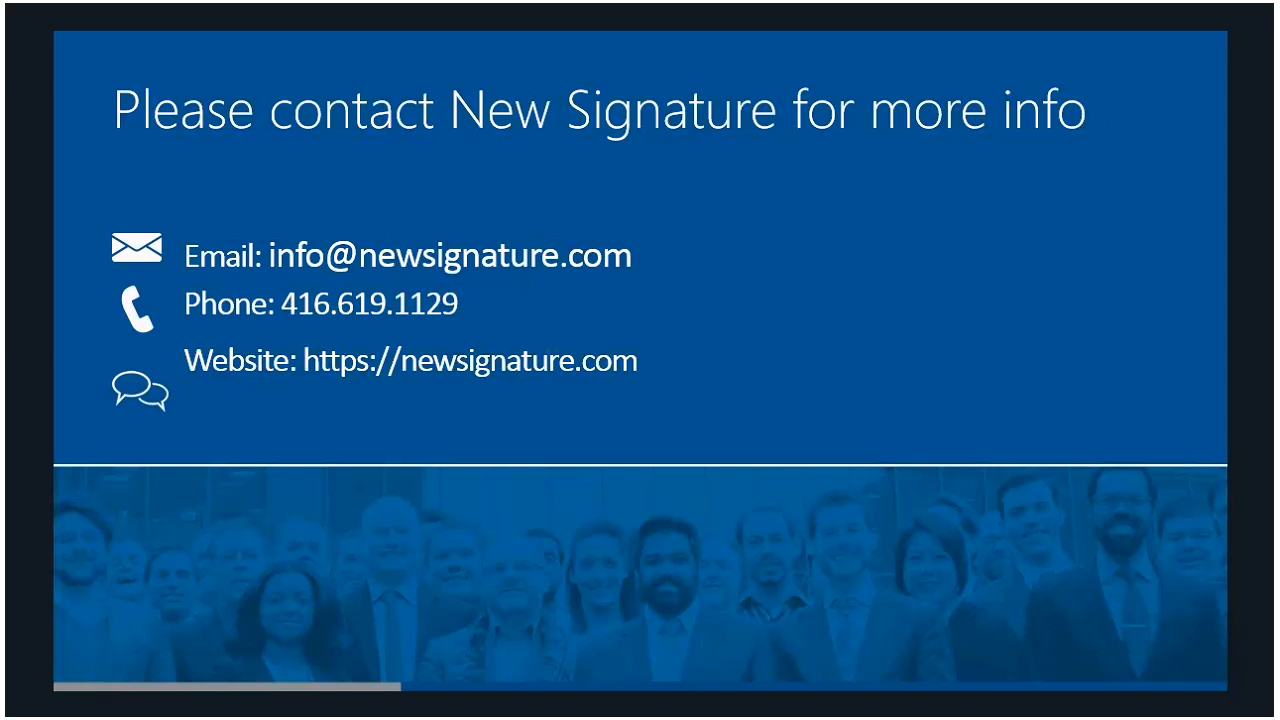 Please contact New Signature for more info
Email: info@newsignature.com
Phone: 416.619.1129
Website: https://newsignature.com